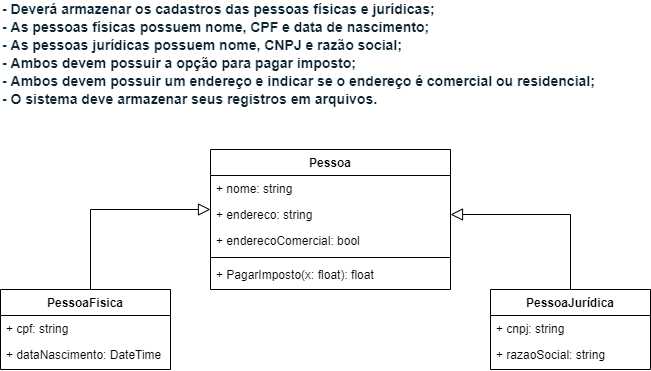 - Deverá armazenar os cadastros das pessoas físicas e jurídicas;
- As pessoas físicas possuem nome, CPF e data de nascimento;
- As pessoas jurídicas possuem nome, CNPJ e razão social;
- Ambos devem possuir a opção para pagar imposto;
- Ambos devem possuir um endereço e indicar se o endereço é comercial ou residencial;
- O sistema deve armazenar seus registros em arquivos.
Pessoa
+ nome: string
+ endereco: string
+ enderecoComercial: bool
+ PagarImposto(x: float): float
PessoaFisica
+ cpf: string
+ dataNascimento: DateTime
PessoaJurídica
+ cnpj: string
+ razaoSocial: string